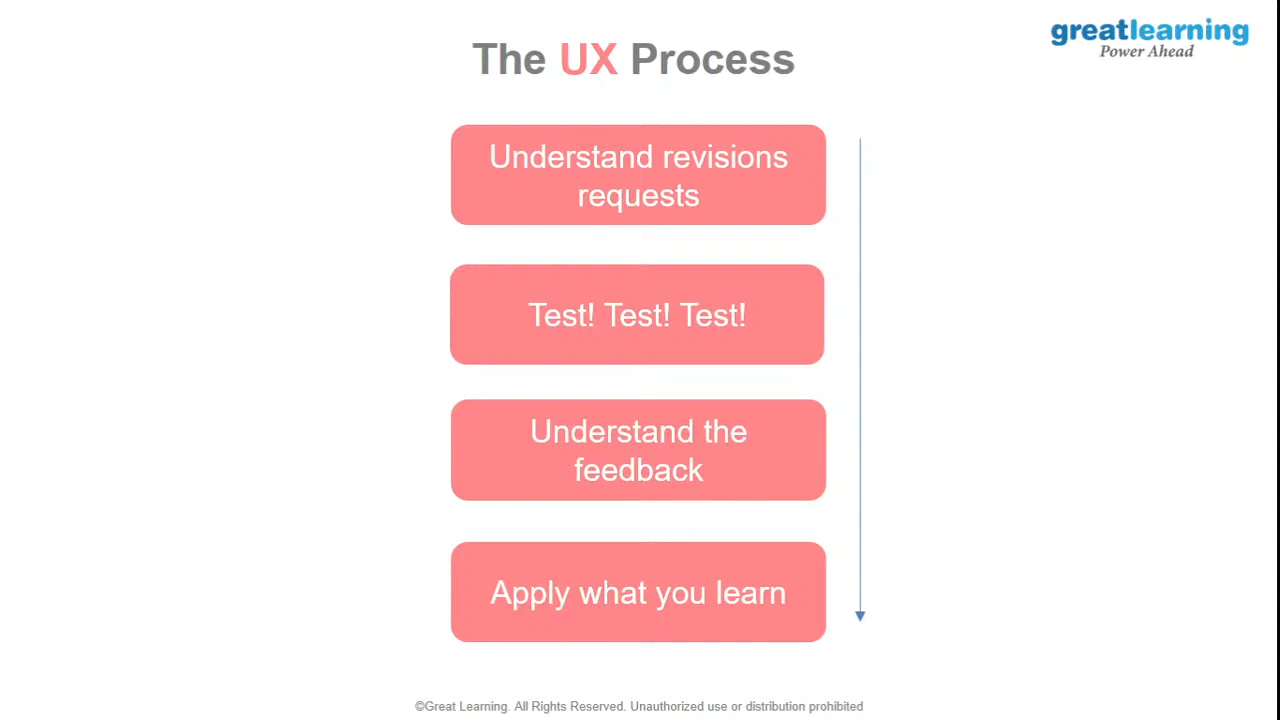 greatlearning
Power Ahead
The UX Process
Understand revisions
requests
Test! Test! Test!
Understand the
feedback
Apply what you learn
©Great Learning. All Rights Reserved. Unauthorized use or distribution prohibited